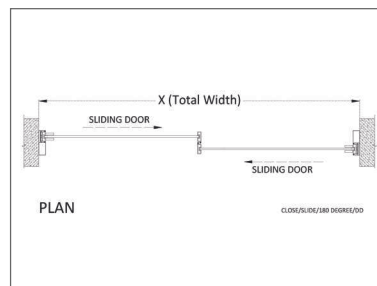 X (Total Width)
SLIDING DOOR
SLIDING DOOR
PLAN
CLOSE/SLIDE/180 DEGREE/DD